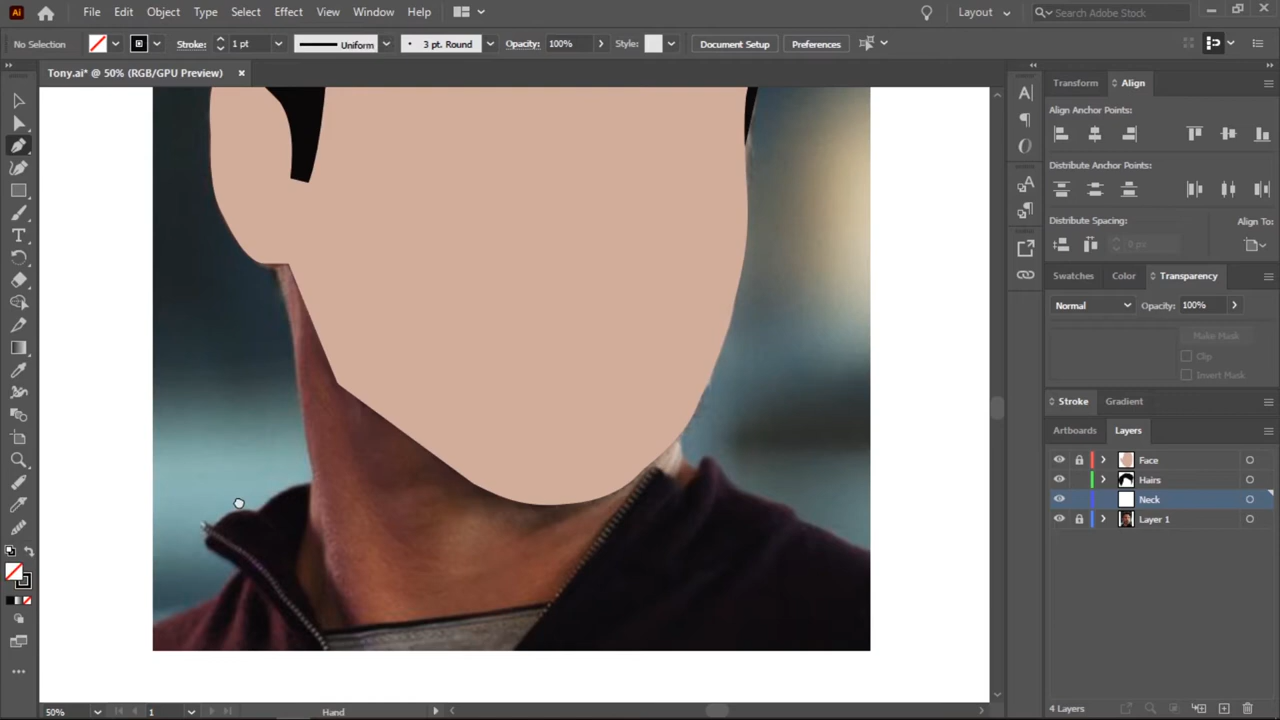 Ai File Edit Object Type Select Effect View Window Help Layout Search Adobe Stock
No Selection Stroke: 1 pt Uniform 3 pt. Round Opacity: 100% Style: Document Setup Preferences
Tony.ai* @ 50% (RGB/GPU Preview)
Transform Align
Align Anchor Points:
Distribute Anchor Points:
Distribute Spacing: Align To:
0 px
Swatches Color Transparency
Normal Opacity: 100%
Make Mask
Clip
Invert Mask
Stroke Gradient
Artboards Layers
Face
Hairs
Neck
Layer 1
50% 1 Hand 4 Layers